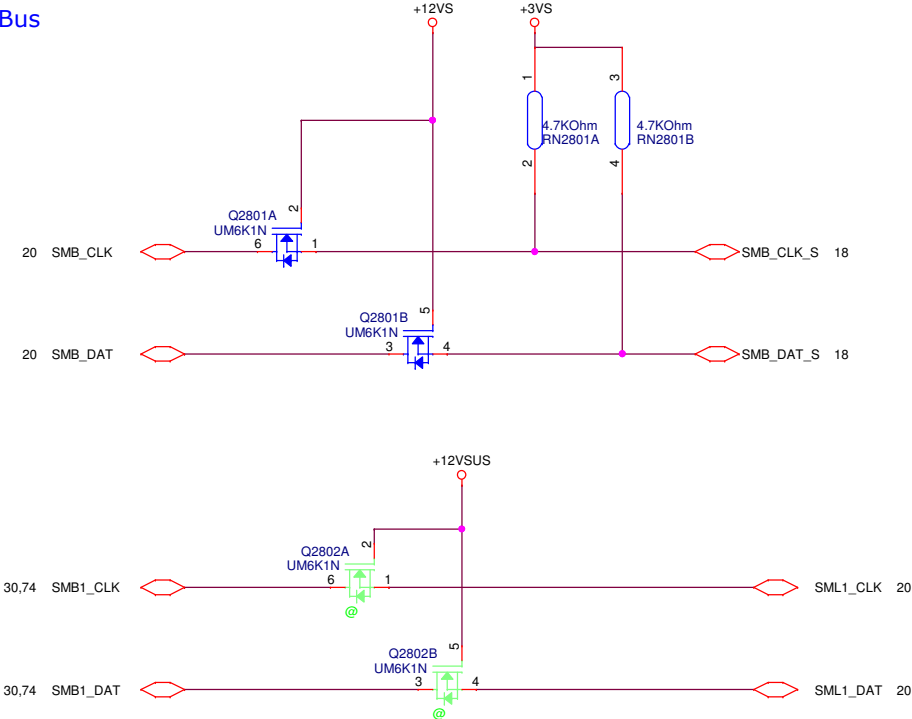 Bus
+12VS
+3VS
1
3
4.7KOhm
RN2801A
4.7KOhm
RN2801B
2
4
2
Q2801A
UM6K1N
6
1
20 SMB_CLK
SMB_CLK_S 18
5
Q2801B
UM6K1N
3
4
20 SMB_DAT
SMB_DAT_S 18
+12VSUS
2
Q2802A
UM6K1N
6
1
30,74 SMB1_CLK
SML1_CLK 20
@
5
Q2802B
UM6K1N
3
4
30,74 SMB1_DAT
SML1_DAT 20
@